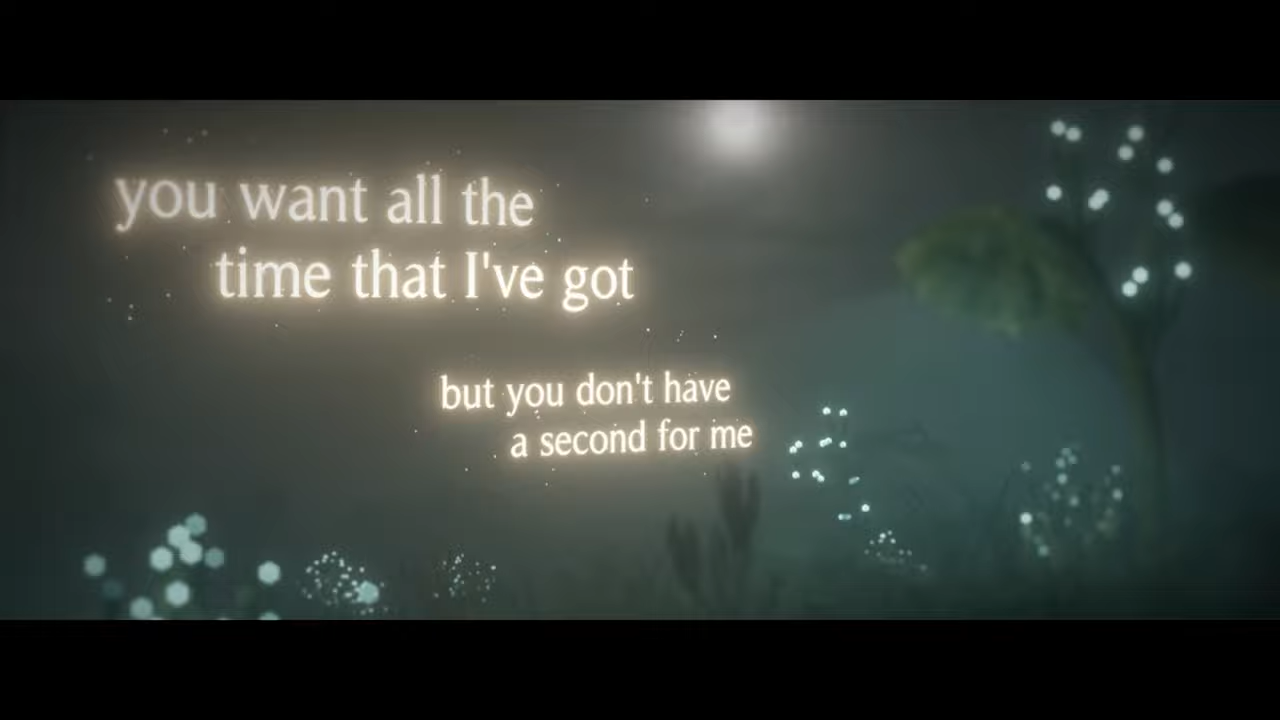 you want all the
time that I've got
but you don't have
a second for me